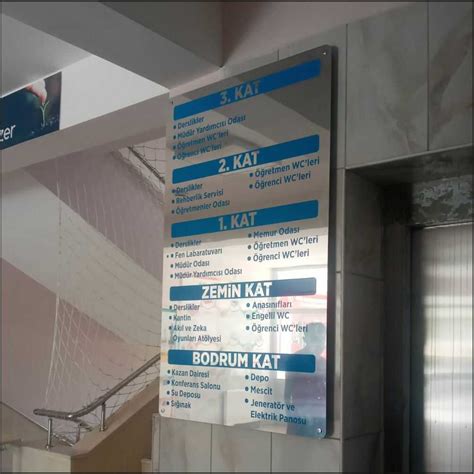 zer
3. KAT
• Derslikler
• Müdür Yardımcısı Odası
• Öğretmen WC'leri
• Öğrenci WC'leri
2. KAT
• Derslikler
• Rehberlik Servisi
• Öğretmenler Odası
• Öğretmen WC'leri
• Öğrenci WC'leri
1. KAT
• Derslikler
• Fen Labaratuvarı
• Müdür Odası
• Müdür Yardımcısı Odası
• Memur Odası
• Öğretmen WC'leri
• Öğrenci WC'leri
ZEMİN KAT
• Derslikler
• Kantin
• Akıl ve Zeka
Oyunları Atölyesi
• Anasınıfları
• Engelli WC
• Öğrenci WC'leri
BODRUM KAT
• Kazan Dairesi
• Konferans Salonu
• Su Deposu
• Sığınak
• Depo
• Mescit
• Jeneratör ve
Elektrik Panosu